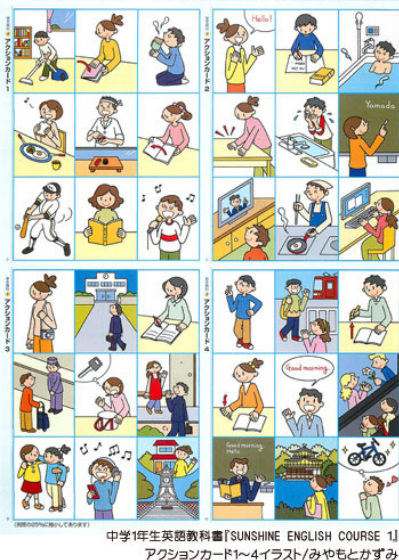 アクションカード 1
アクションカード 2
Hello!
Yamada
アクションカード 3
アクションカード 4
Good morning.
Good morning.
Hello.
(実際の20%に縮小してあります)
中学1年生英語教科書『SUNSHINE ENGLISH COURSE 1』
アクションカード1〜4イラスト/みやもとかずみ